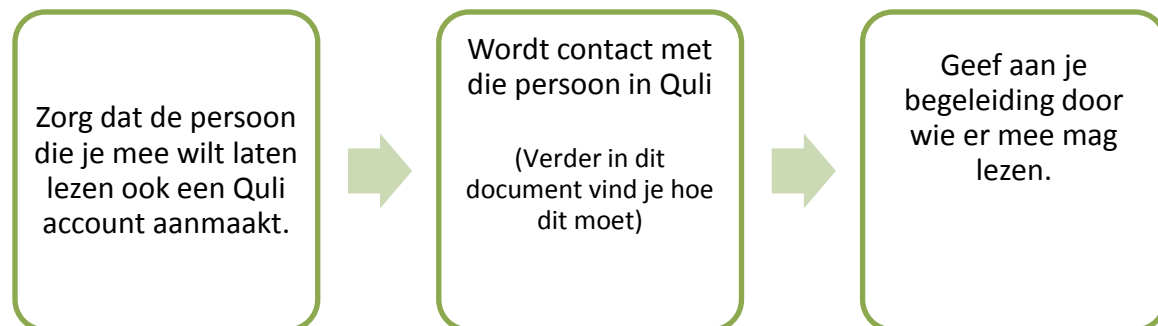 Zorg dat de persoon
die je mee wilt laten
lezen ook een Quli
account aanmaakt.
Wordt contact met
die persoon in Quli
(Verder in dit
document vind je hoe
dit moet)
Geef aan je
begeleiding door
wie er mee mag
lezen.